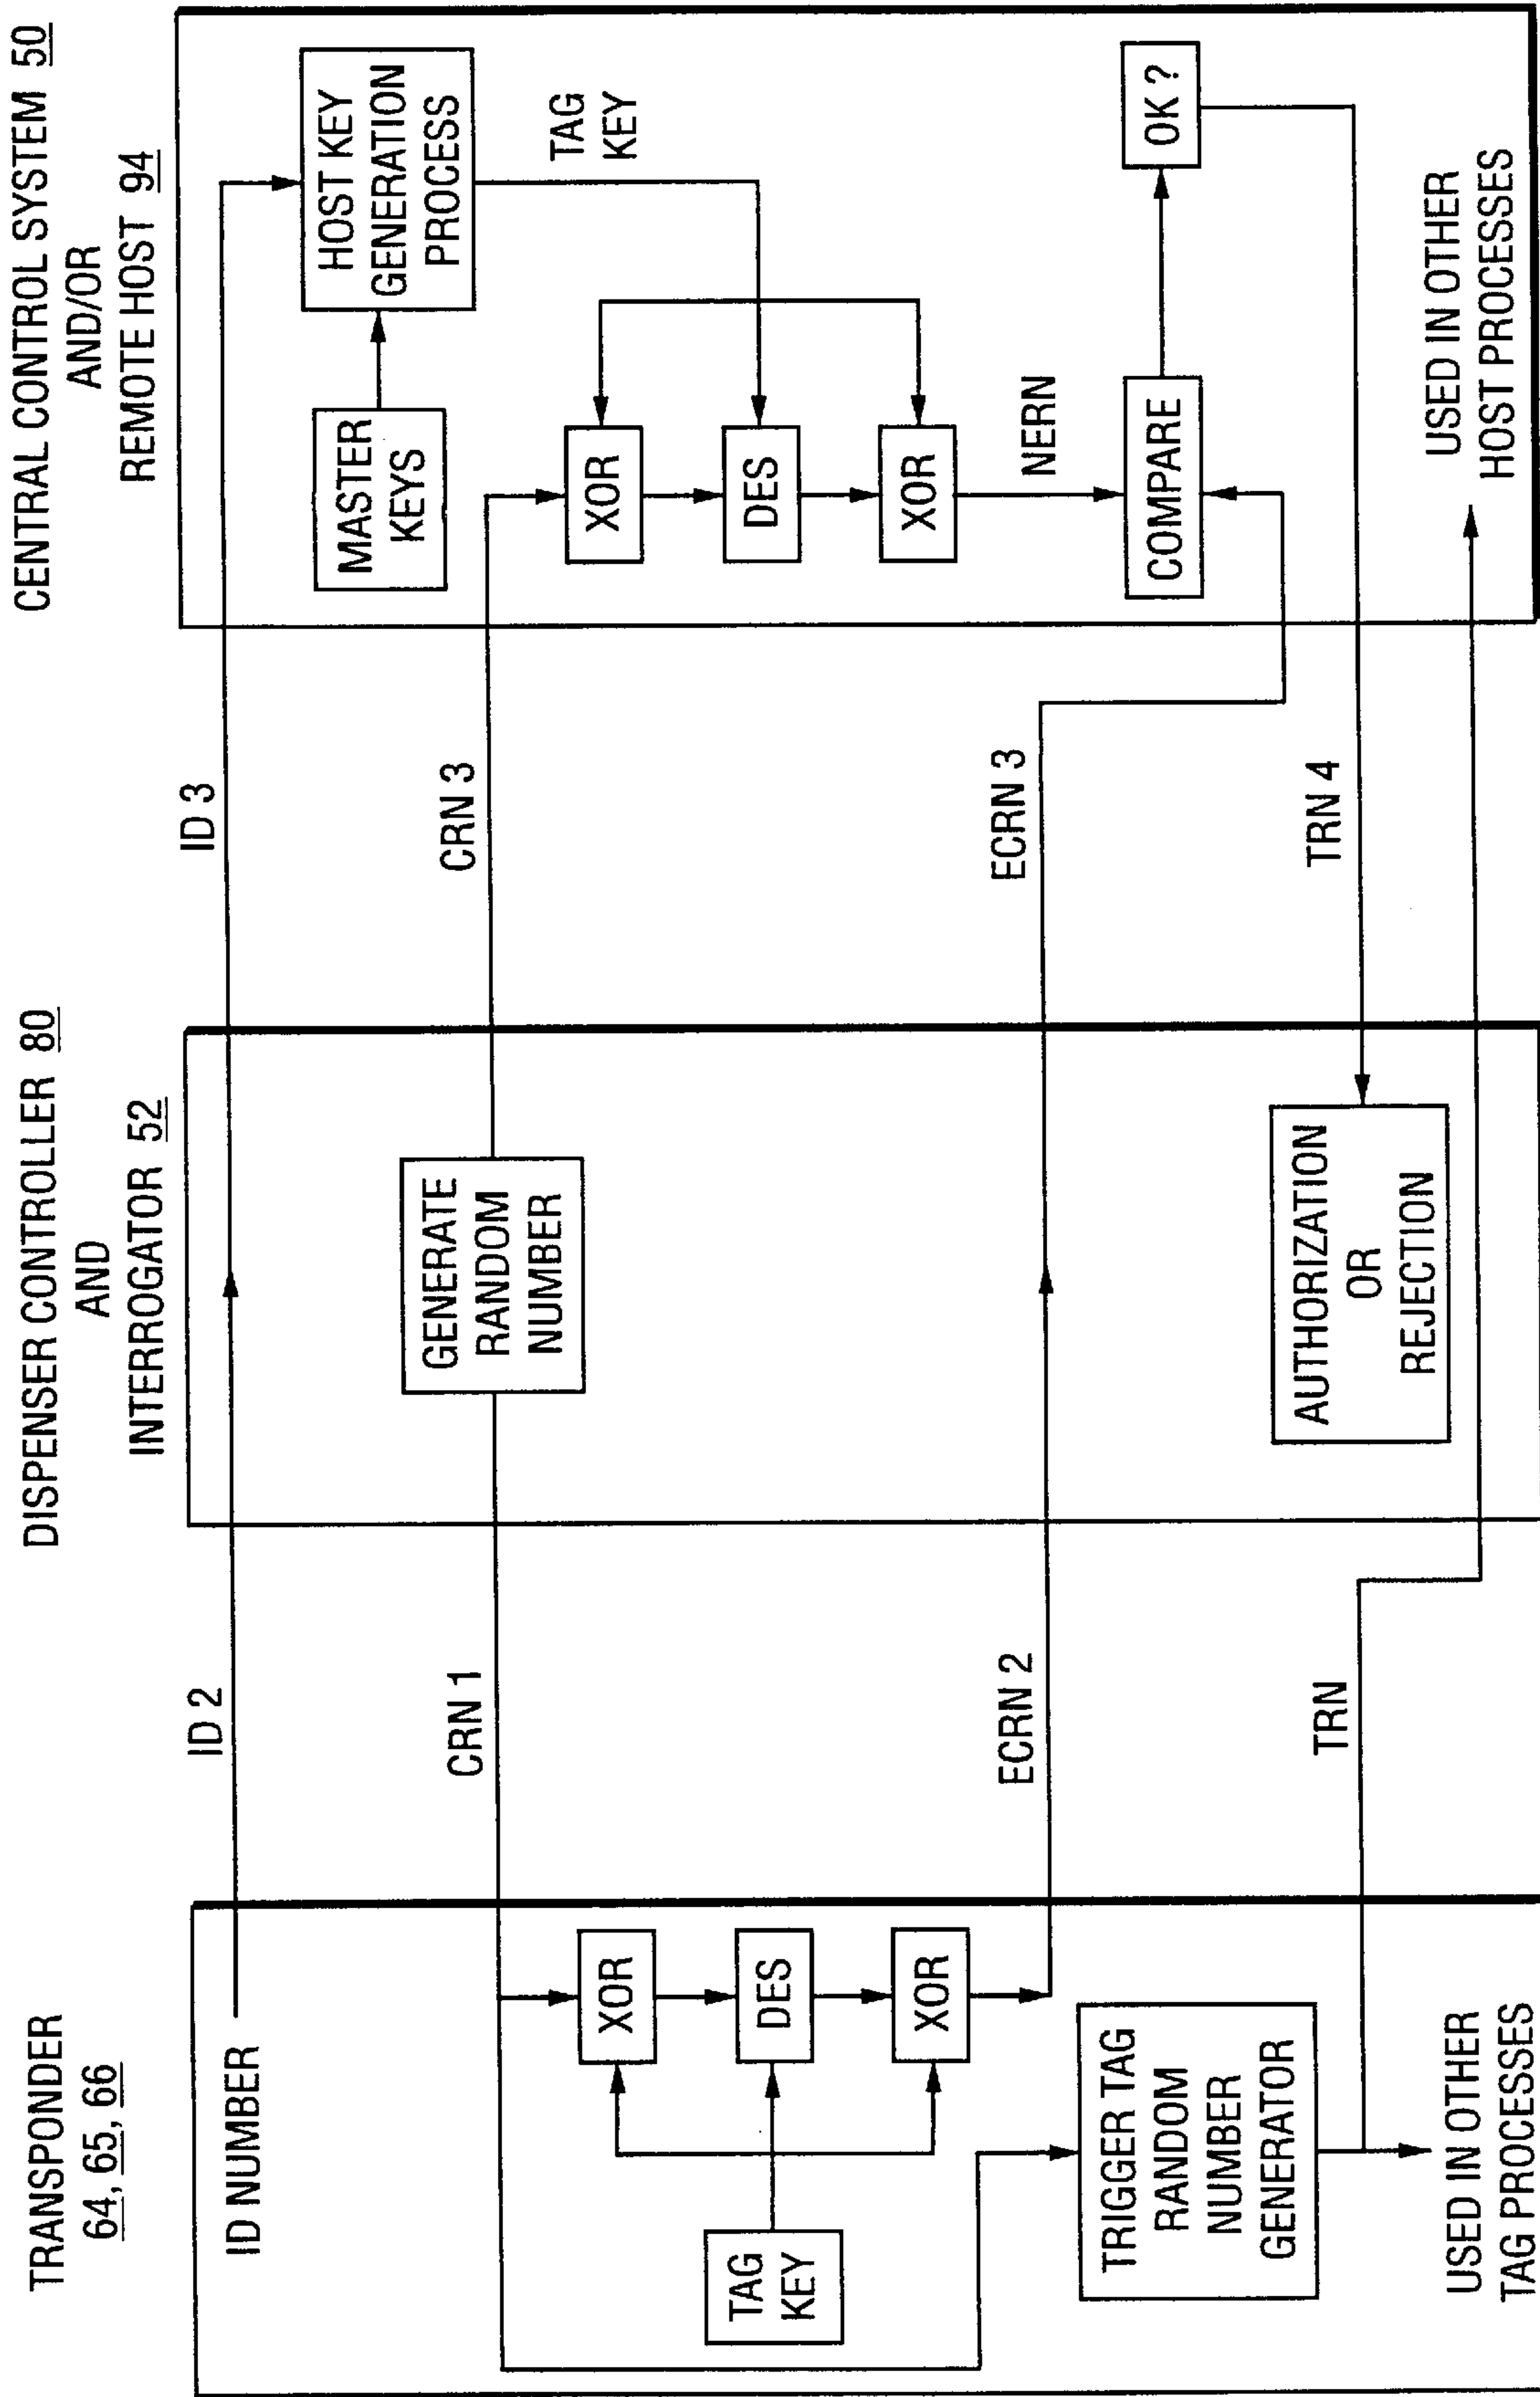 TRANSPONDER
64, 65, 66
ID NUMBER
TAG
KEY
XOR
DES
XOR
TRIGGER TAG
RANDOM
NUMBER
GENERATOR
USED IN OTHER
TAG PROCESSES
ID 2
CRN 1
ECRN 2
TRN
DISPENSER CONTROLLER 80
AND
INTERROGATOR 52
GENERATE
RANDOM
NUMBER
AUTHORIZATION
OR
REJECTION
ID 3
CRN 3
ECRN 3
TRN 4
CENTRAL CONTROL SYSTEM 50
AND/OR
REMOTE HOST 94
MASTER
KEYS
HOST KEY
GENERATION
PROCESS
TAG
KEY
XOR
DES
XOR
NERN
COMPARE
OK ?
USED IN OTHER
HOST PROCESSES